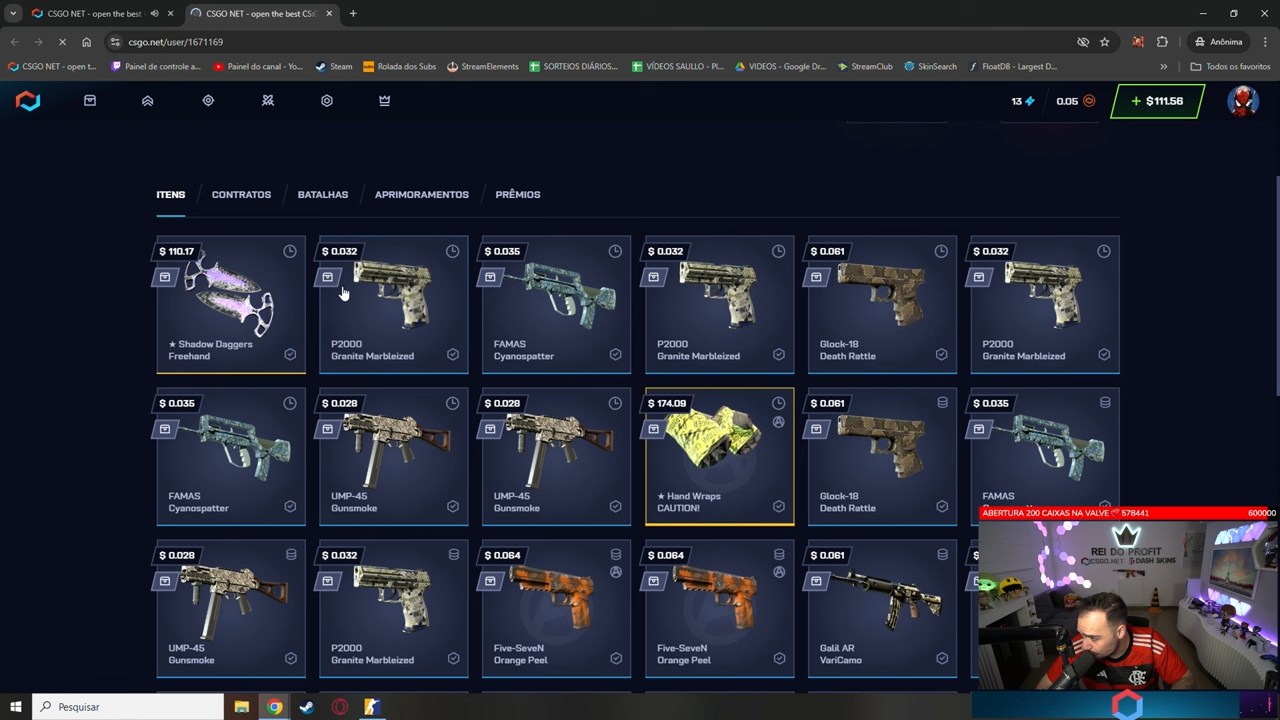 CSGO NET - open the best
CSGO NET - open the best CS:G
csgo.net/user/1671169
Anônima
CSGO NET - open t...
Painel de controle a...
Painel do canal - Yo...
Steam
Rolada dos Subs
StreamElements
SORTEIOS DIÁRIOS...
VÍDEOS SAULLO - Pl...
VIDEOS - Google Dr...
StreamClub
SkinSearch
FloatDB - Largest D...
Todos os favoritos
13
0.05
+ $111.56
ITENS
CONTRATOS
BATALHAS
APRIMORAMENTOS
PRÊMIOS
$ 110.17
★ Shadow Daggers
Freehand
$ 0.032
P2000
Granite Marbleized
$ 0.035
FAMAS
Cyanospatter
$ 0.032
P2000
Granite Marbleized
$ 0.061
Glock-18
Death Rattle
$ 0.032
P2000
Granite Marbleized
$ 0.035
FAMAS
Cyanospatter
$ 0.028
UMP-45
Gunsmoke
$ 0.028
UMP-45
Gunsmoke
$ 174.09
★ Hand Wraps
CAUTION!
$ 0.061
Glock-18
Death Rattle
$ 0.035
FAMAS
ABERTURA 200 CAIXAS NA VALVE
578441
600000
$ 0.028
UMP-45
Gunsmoke
$ 0.032
P2000
Granite Marbleized
$ 0.064
Five-SeveN
Orange Peel
$ 0.064
Five-SeveN
Orange Peel
$ 0.061
Galil AR
VariCamo
REI DO PROFIT
CSGO.NET
DASH SKINS
Pesquisar